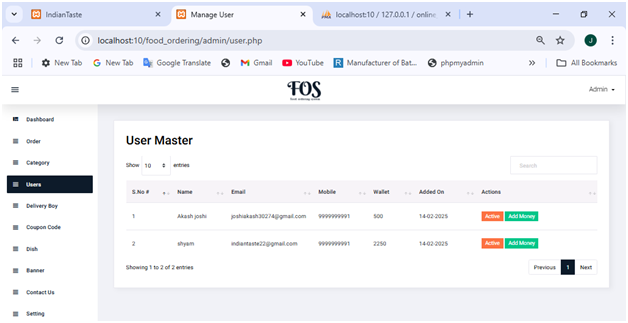 IndianTaste
Manage User
localhost:10 / 127.0.0.1 / online
localhost:10/food_ordering/admin/user.php
J
New Tab
New Tab
Google Translate
Gmail
YouTube
Manufacturer of Bat...
phpmyadmin
All Bookmarks
FOS
Admin
Dashboard
Order
Category
Users
Delivery Boy
Coupon Code
Dish
Banner
Contact Us
Setting
User Master
Show 10 entries
Search
S.No # Name Email Mobile Wallet Added On Actions
1 Akash joshi joshiakash30274@gmail.com 9999999991 500 14-02-2025 Active Add Money
2 shyam indiantaste22@gmail.com 9999999991 2250 14-02-2025 Active Add Money
Showing 1 to 2 of 2 entries
Previous 1 Next